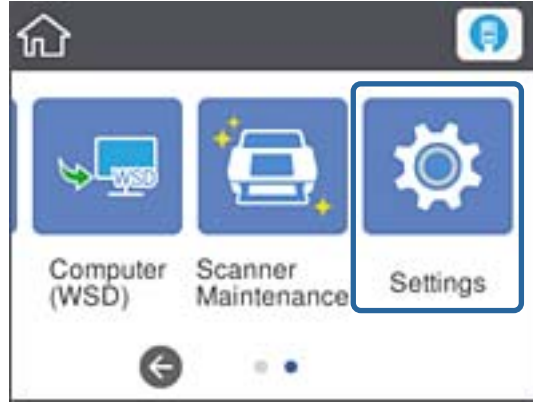 WSD
Computer
(WSD)
Scanner
Maintenance
Settings